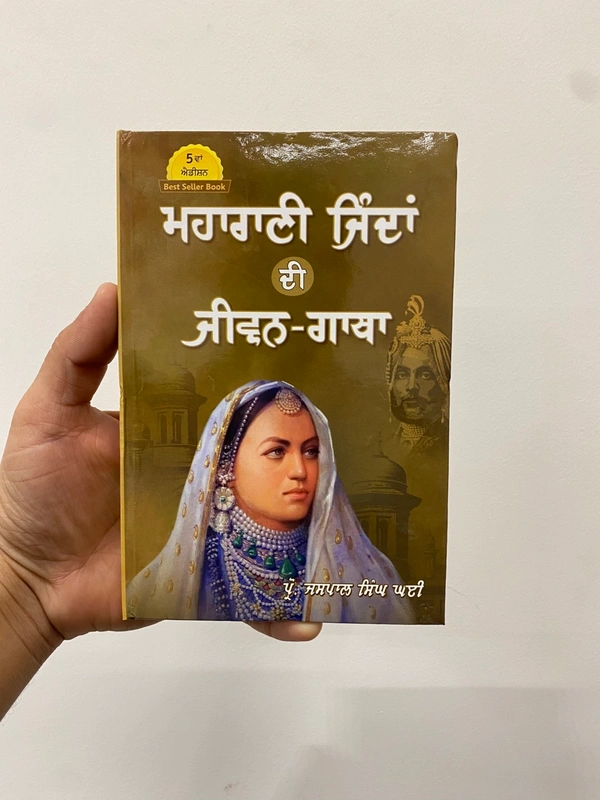 5ਵਾਂ
ਐਡੀਸ਼ਨ
Best Seller Book
ਮਹਾਰਾਣੀ ਜਿੰਦਾਂ
ਦੀ
ਜੀਵਨ-ਗਾਥਾ
ਪ੍ਰੋ. ਜਸਪਾਲ ਸਿੰਘ ਘਈ